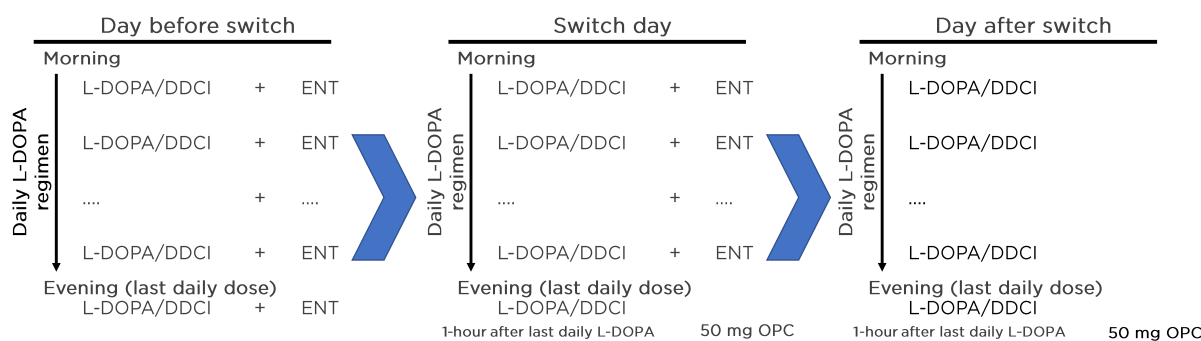 Day before switch
Morning
Daily L-DOPA
regimen
L-DOPA/DDCI + ENT
L-DOPA/DDCI + ENT
.... + ....
L-DOPA/DDCI + ENT
Evening (last daily dose)
L-DOPA/DDCI + ENT
Switch day
Morning
Daily L-DOPA
regimen
L-DOPA/DDCI + ENT
L-DOPA/DDCI + ENT
.... + ....
L-DOPA/DDCI + ENT
Evening (last daily dose)
L-DOPA/DDCI
1-hour after last daily L-DOPA 50 mg OPC
Day after switch
Morning
Daily L-DOPA
regimen
L-DOPA/DDCI
L-DOPA/DDCI
....
L-DOPA/DDCI
Evening (last daily dose)
L-DOPA/DDCI
1-hour after last daily L-DOPA 50 mg OPC